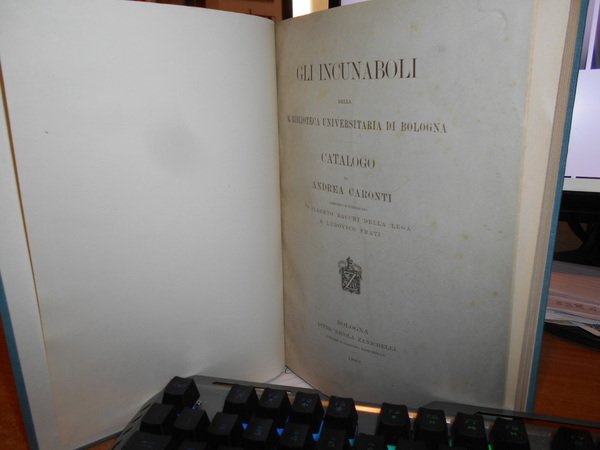 GLI INCUNABOLI
DELLA
R. BIBLIOTECA UNIVERSITARIA DI BOLOGNA
CATALOGO
DI
ANDREA CARONTI
ALBERTO BACCHI DELLA LEGA
E LUDOVICO FRATI
BOLOGNA
DITTA NICOLA ZANICHELLI